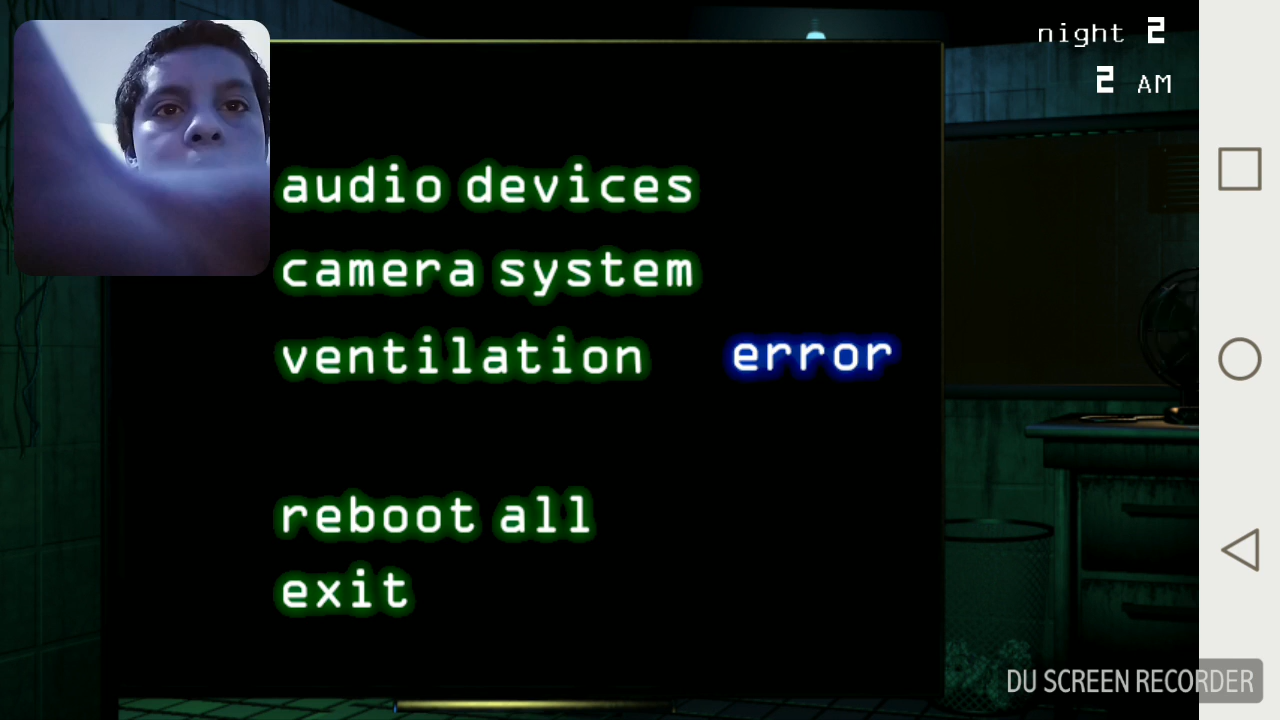 night 2
2 AM
audio devices
camera system
ventilation error
reboot all
exit
DU SCREEN RECORDER